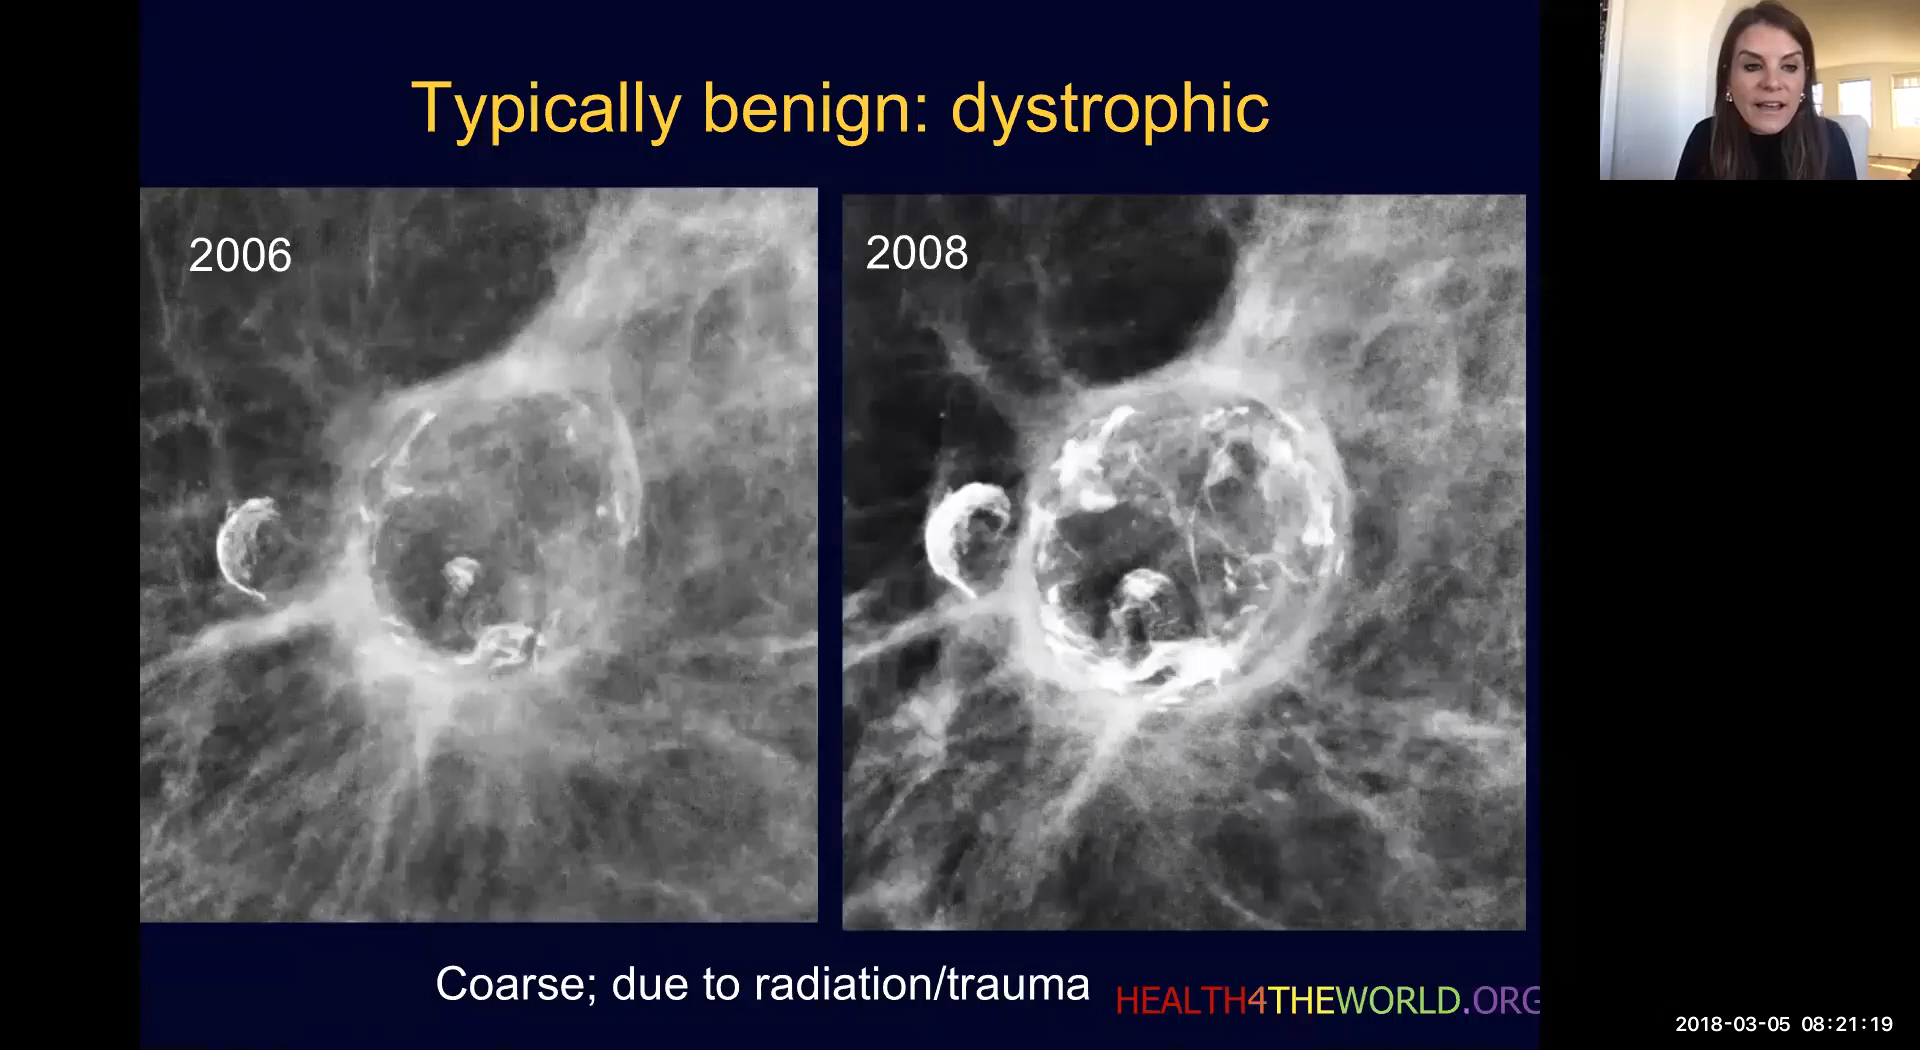 Typically benign: dystrophic
2006
2008
Coarse; due to radiation/trauma
HEALTH4THEWORLD.ORG
2018-03-05 08:21:19